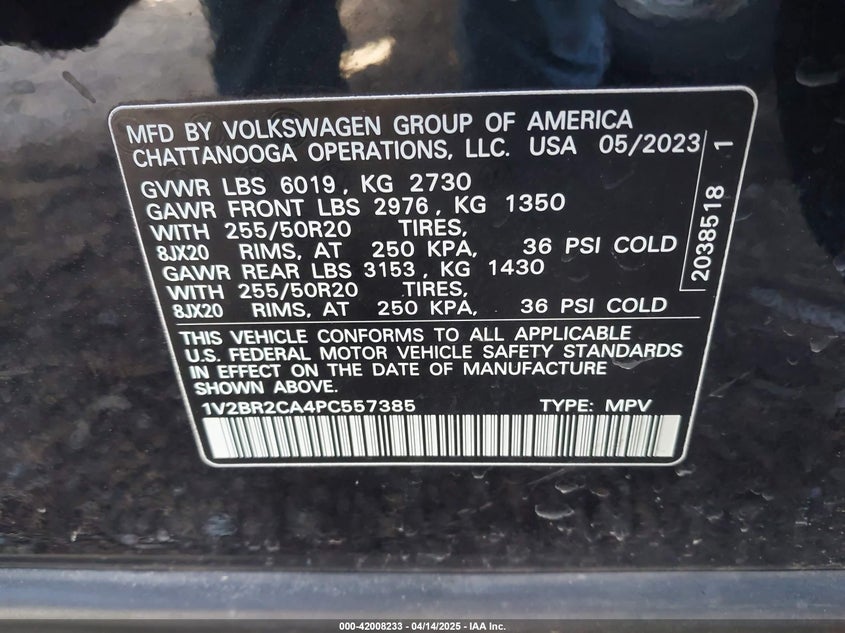 MFD BY VOLKSWAGEN GROUP OF AMERICA
CHATTANOOGA OPERATIONS, LLC. USA 05/2023
GVWR LBS 6019, KG 2730
GAWR FRONT LBS 2976, KG 1350
WITH 255/50R20 TIRES,
8JX20 RIMS, AT 250 KPA, 36 PSI COLD
GAWR REAR LBS 3153, KG 1430
WITH 255/50R20 TIRES,
8JX20 RIMS, AT 250 KPA, 36 PSI COLD
2038518 1
THIS VEHICLE CONFORMS TO ALL APPLICABLE
U.S. FEDERAL MOTOR VEHICLE SAFETY STANDARDS
IN EFFECT ON THE DATE OF MANUFACTURE
SHOWN ABOVE.
1V2BR2CA4PC557385 TYPE: MPV
000-42008233 - 04/14/2025 - IAA Inc.